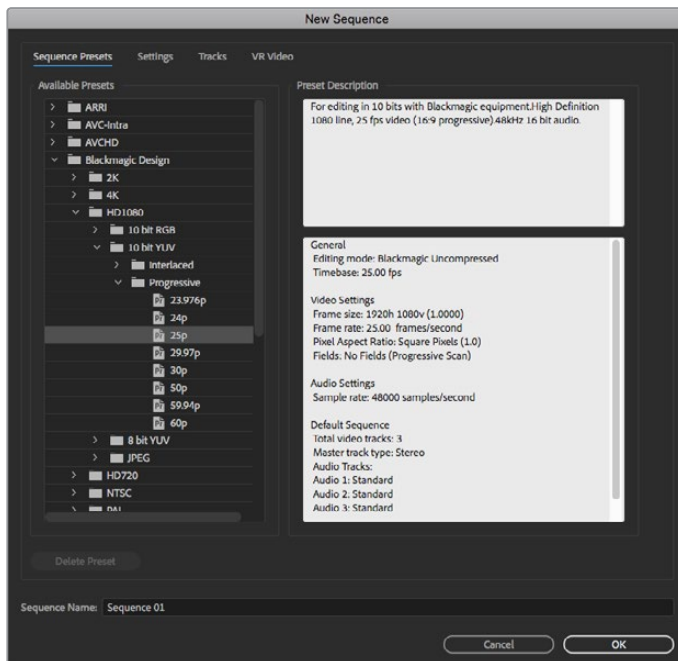 New Sequence
Sequence Presets Settings Tracks VR Video
Available Presets
ARRI
AVC-Intra
AVCHD
Blackmagic Design
2K
4K
HD1080
10 bit RGB
10 bit YUV
Interlaced
Progressive
23.976p
24p
25p
29.97p
30p
50p
59.94p
60p
8 bit YUV
JPEG
HD720
NTSC
PAL
Delete Preset
Preset Description
For editing in 10 bits with Blackmagic equipment.High Definition
1080 line, 25 fps video (16:9 progressive).48kHz 16 bit audio.
General
Editing mode: Blackmagic Uncompressed
Timebase: 25.00 fps
Video Settings
Frame size: 1920h 1080v (1.0000)
Frame rate: 25.00 frames/second
Pixel Aspect Ratio: Square Pixels (1.0)
Fields: No Fields (Progressive Scan)
Audio Settings
Sample rate: 48000 samples/second
Default Sequence
Total video tracks: 3
Master track type: Stereo
Audio Tracks:
Audio 1: Standard
Audio 2: Standard
Audio 3: Standard
Sequence Name: Sequence 01
Cancel OK